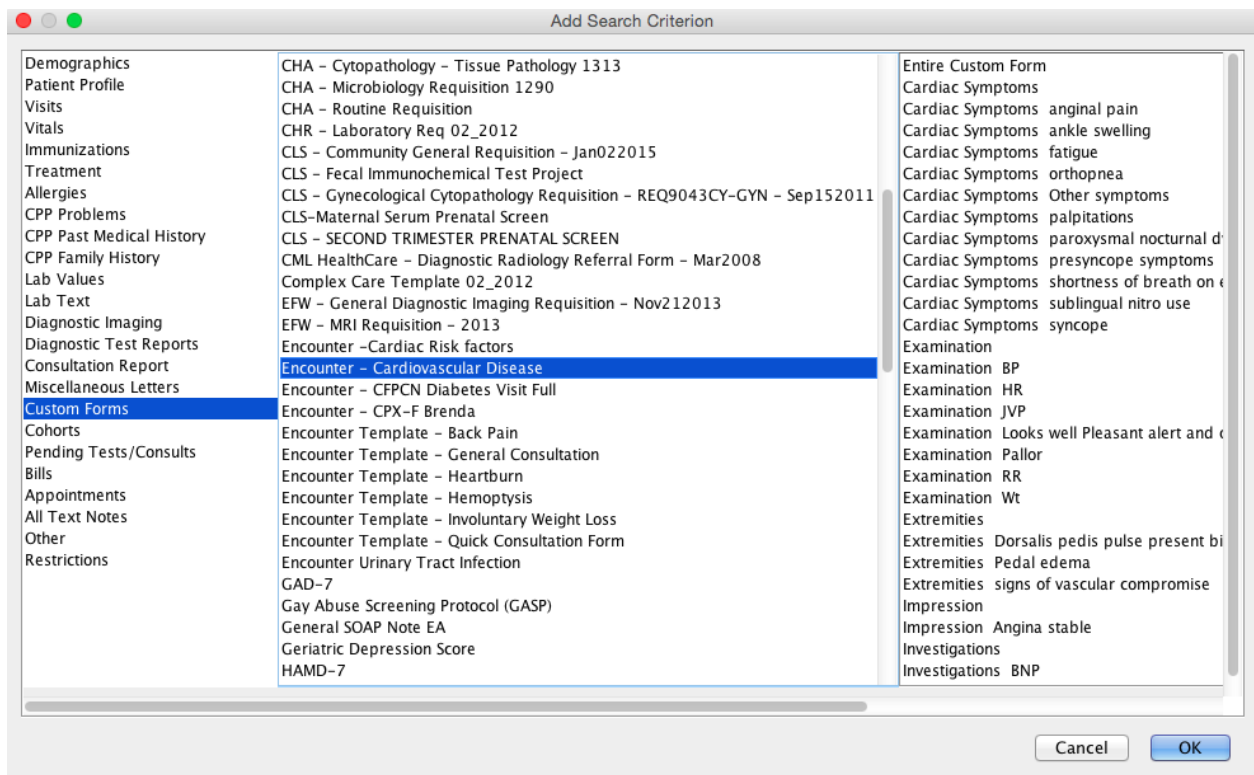 Add Search Criterion
Demographics
Patient Profile
Visits
Vitals
Immunizations
Treatment
Allergies
CPP Problems
CPP Past Medical History
CPP Family History
Lab Values
Lab Text
Diagnostic Imaging
Diagnostic Test Reports
Consultation Report
Miscellaneous Letters
Custom Forms
Cohorts
Pending Tests/Consults
Bills
Appointments
All Text Notes
Other
Restrictions
CHA – Cytopathology – Tissue Pathology 1313
CHA – Microbiology Requisition 1290
CHA – Routine Requisition
CHR – Laboratory Req 02_2012
CLS – Community General Requisition – Jan022015
CLS – Fecal Immunochemical Test Project
CLS – Gynecological Cytopathology Requisition – REQ9043CY–GYN – Sep152011
CLS–Maternal Serum Prenatal Screen
CLS – SECOND TRIMESTER PRENATAL SCREEN
CML HealthCare – Diagnostic Radiology Referral Form – Mar2008
Complex Care Template 02_2012
EFW – General Diagnostic Imaging Requisition – Nov212013
EFW – MRI Requisition – 2013
Encounter –Cardiac Risk factors
Encounter – Cardiovascular Disease
Encounter – CFPCN Diabetes Visit Full
Encounter – CPX–F Brenda
Encounter Template – Back Pain
Encounter Template – General Consultation
Encounter Template – Heartburn
Encounter Template – Hemoptysis
Encounter Template – Involuntary Weight Loss
Encounter Template – Quick Consultation Form
Encounter Urinary Tract Infection
GAD–7
Gay Abuse Screening Protocol (GASP)
General SOAP Note EA
Geriatric Depression Score
HAMD–7
Entire Custom Form
Cardiac Symptoms
Cardiac Symptoms anginal pain
Cardiac Symptoms ankle swelling
Cardiac Symptoms fatigue
Cardiac Symptoms orthopnea
Cardiac Symptoms Other symptoms
Cardiac Symptoms palpitations
Cardiac Symptoms paroxysmal nocturnal
Cardiac Symptoms presyncope symptoms
Cardiac Symptoms shortness of breath on
Cardiac Symptoms sublingual nitro use
Cardiac Symptoms syncope
Examination
Examination BP
Examination HR
Examination JVP
Examination Looks well Pleasant alert and
Examination Pallor
Examination RR
Examination Wt
Extremities
Extremities Dorsalis pedis pulse present bi
Extremities Pedal edema
Extremities signs of vascular compromise
Impression
Impression Angina stable
Investigations
Investigations BNP
Cancel
OK